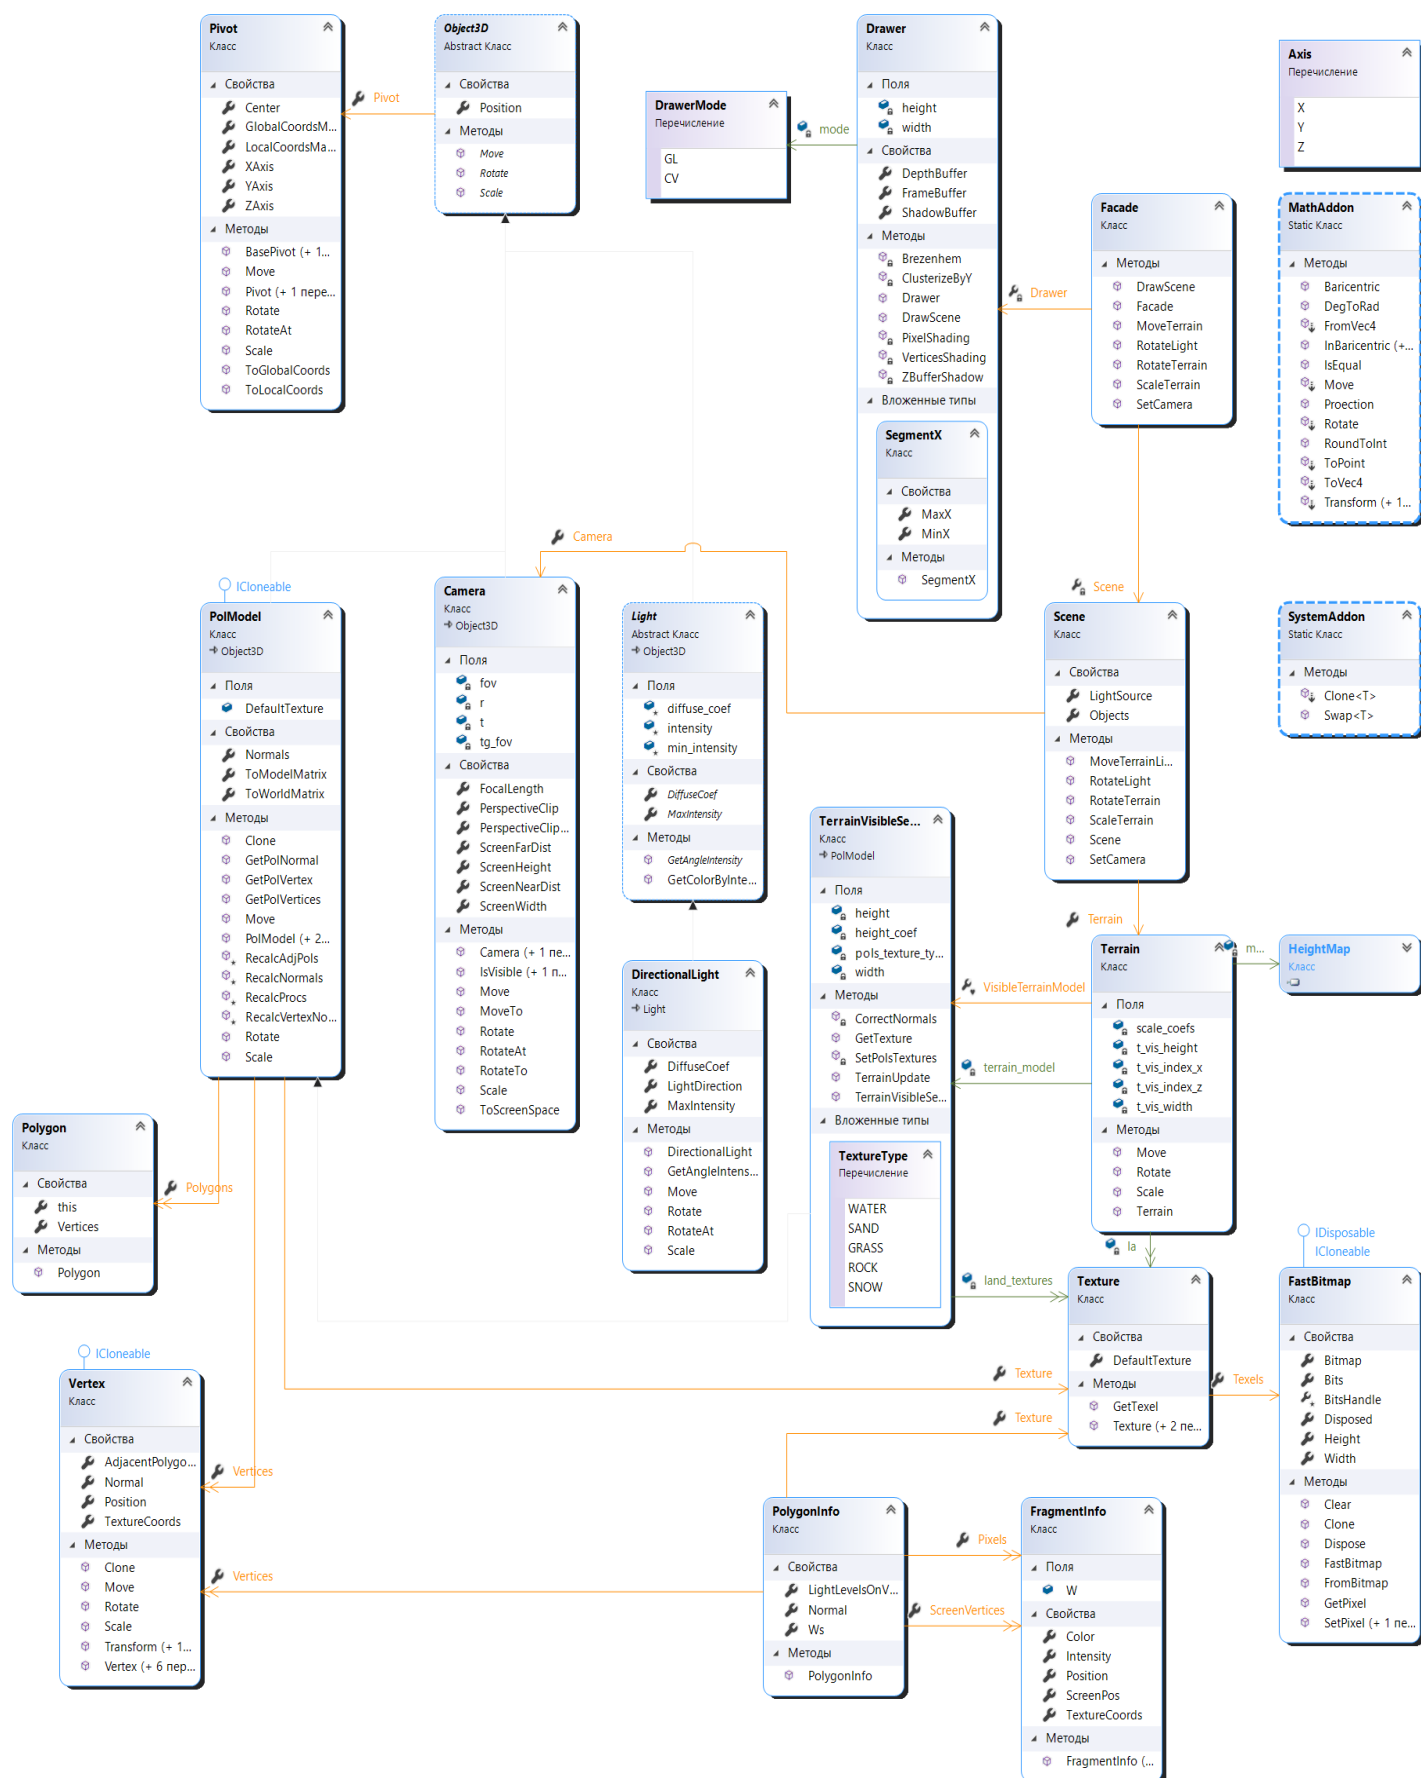 Pivot
Класс
Свойства
Center
GlobalCoordsM...
LocalCoordsMa...
XAxis
YAxis
ZAxis
Методы
BasePivot (+ 1...
Move
Pivot (+ 1 пере...
Rotate
RotateAt
Scale
ToGlobalCoords
ToLocalCoords
Pivot
Object3D
Abstract Класс
Свойства
Position
Методы
Move
Rotate
Scale
DrawerMode
Перечисление
GL
CV
mode
Drawer
Класс
Поля
height
width
Свойства
DepthBuffer
FrameBuffer
ShadowBuffer
Методы
Brezenhem
ClusterizeByY
Drawer
DrawScene
PixelShading
VerticesShading
ZBufferShadow
Вложенные типы
SegmentX
Класс
Свойства
MaxX
MinX
Методы
SegmentX
Drawer
Facade
Класс
Методы
DrawScene
Facade
MoveTerrain
RotateLight
RotateTerrain
ScaleTerrain
SetCamera
Axis
Перечисление
X
Y
Z
MathAddon
Static Класс
Методы
Baricentric
DegToRad
FromVec4
InBaricentric (+...
IsEqual
Move
Proection
Rotate
RoundToInt
ToPoint
ToVec4
Transform (+ 1...
Camera
Scene
ICloneable
PolModel
Класс
Object3D
Поля
DefaultTexture
Свойства
Normals
ToModelMatrix
ToWorldMatrix
Методы
Clone
GetPolNormal
GetPolVertex
GetPolVertices
Move
PolModel (+ 2...
RecalcAdjPols
RecalcNormals
RecalcProcs
RecalcVertexNo...
Rotate
Scale
Camera
Класс
Object3D
Поля
fov
r
t
tg_fov
Свойства
FocalLength
PerspectiveClip
PerspectiveClip...
ScreenFarDist
ScreenHeight
ScreenNearDist
ScreenWidth
Методы
Camera (+ 1 пе...
IsVisible (+ 1 п...
Move
MoveTo
Rotate
RotateAt
RotateTo
Scale
ToScreenSpace
Light
Abstract Класс
Object3D
Поля
diffuse_coef
intensity
min_intensity
Свойства
DiffuseCoef
MaxIntensity
Методы
GetAngleIntensity
GetColorByInte...
DirectionalLight
Класс
Light
Свойства
DiffuseCoef
LightDirection
MaxIntensity
Методы
DirectionalLight
GetAngleIntens...
Move
Rotate
RotateAt
Scale
Scene
Класс
Свойства
LightSource
Objects
Методы
MoveTerrainLi...
RotateLight
RotateTerrain
ScaleTerrain
Scene
SetCamera
SystemAddon
Static Класс
Методы
Clone<T>
Swap<T>
TerrainVisibleSe...
Класс
PolModel
Поля
height
height_coef
pols_texture_ty...
width
Методы
CorrectNormals
GetTexture
SetPolsTextures
TerrainUpdate
TerrainVisibleSe...
Вложенные типы
TextureType
Перечисление
WATER
SAND
GRASS
ROCK
SNOW
Terrain
VisibleTerrainModel
terrain_model
Terrain
Класс
Поля
scale_coefs
t_vis_height
t_vis_index_x
t_vis_index_z
t_vis_width
Методы
Move
Rotate
Scale
Terrain
m...
HeightMap
Класс
la
land_textures
Polygon
Класс
Свойства
this
Vertices
Методы
Polygon
Polygons
ICloneable
Vertex
Класс
Свойства
AdjacentPolygo...
Normal
Position
TextureCoords
Методы
Clone
Move
Rotate
Scale
Transform (+ 1...
Vertex (+ 6 пер...
Vertices
Vertices
Texture
Texture
Texture
Класс
Свойства
DefaultTexture
Методы
GetTexel
Texture (+ 2 пе...
Texels
IDisposable
ICloneable
FastBitmap
Класс
Свойства
Bitmap
Bits
BitsHandle
Disposed
Height
Width
Методы
Clear
Clone
Dispose
FastBitmap
FromBitmap
GetPixel
SetPixel (+ 1 пе...
PolygonInfo
Класс
Свойства
LightLevelsOnV...
Normal
Ws
Методы
PolygonInfo
Pixels
ScreenVertices
FragmentInfo
Класс
Поля
W
Свойства
Color
Intensity
Position
ScreenPos
TextureCoords
Методы
FragmentInfo (...